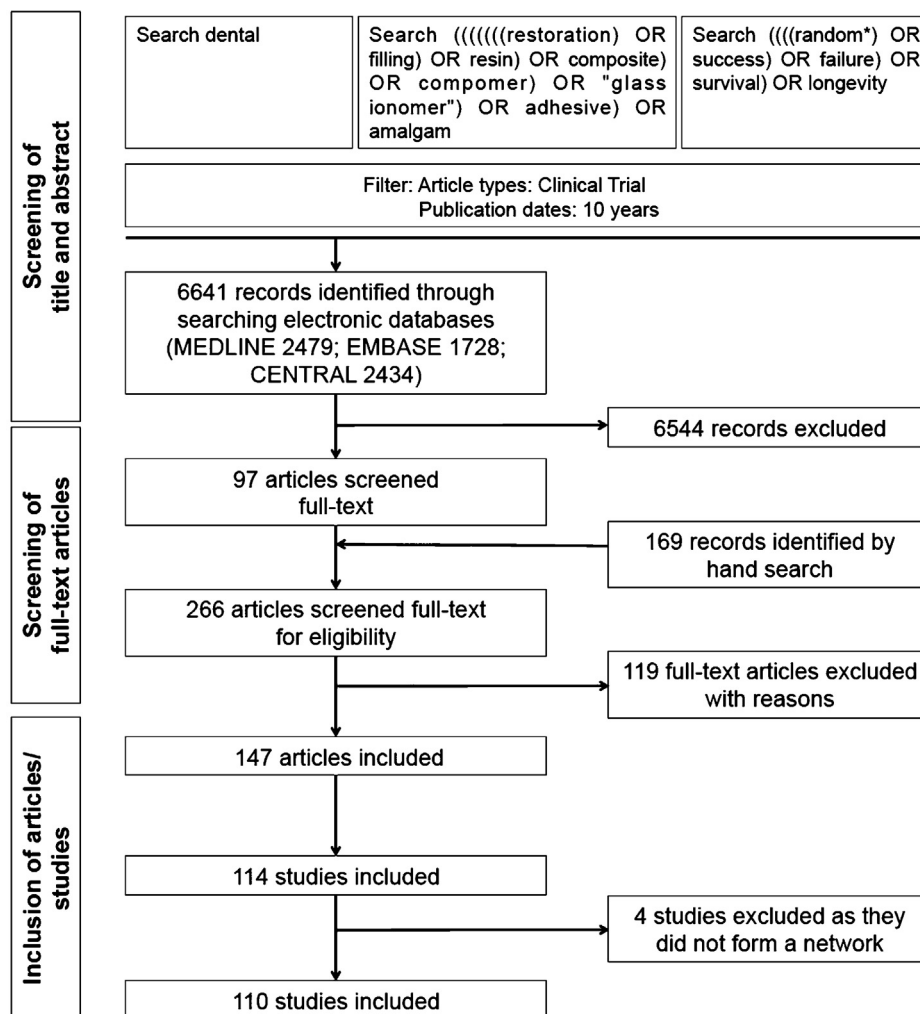 Screening of
title and abstract
Search dental
Search (((((((restoration) OR
filling) OR resin) OR composite)
OR compomer) OR "glass
ionomer") OR adhesive) OR
amalgam
Search ((((random*) OR
success) OR failure) OR
survival) OR longevity
Filter: Article types: Clinical Trial
Publication dates: 10 years
6641 records identified through
searching electronic databases
(MEDLINE 2479; EMBASE 1728;
CENTRAL 2434)
6544 records excluded
Screening of
full-text articles
97 articles screened
full-text
169 records identified by
hand search
266 articles screened full-text
for eligibility
119 full-text articles excluded
with reasons
Inclusion of articles/
studies
147 articles included
114 studies included
4 studies excluded as they
did not form a network
110 studies included